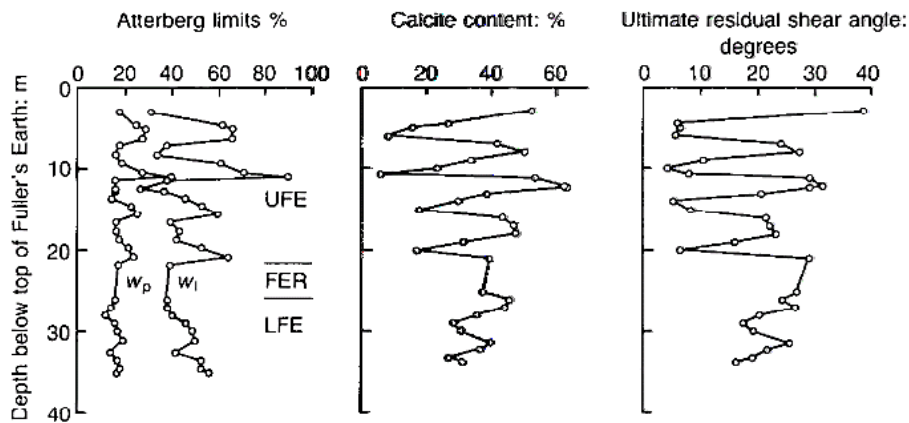 Atterberg limits %
0 20 40 60 80 100
Calcite content: %
0 20 40 60
Ultimate residual shear angle:
degrees
0 10 20 30 40
Depth below top of Fuller's Earth: m
0
10
20
30
40
UFE
FER
LFE
wp
wl